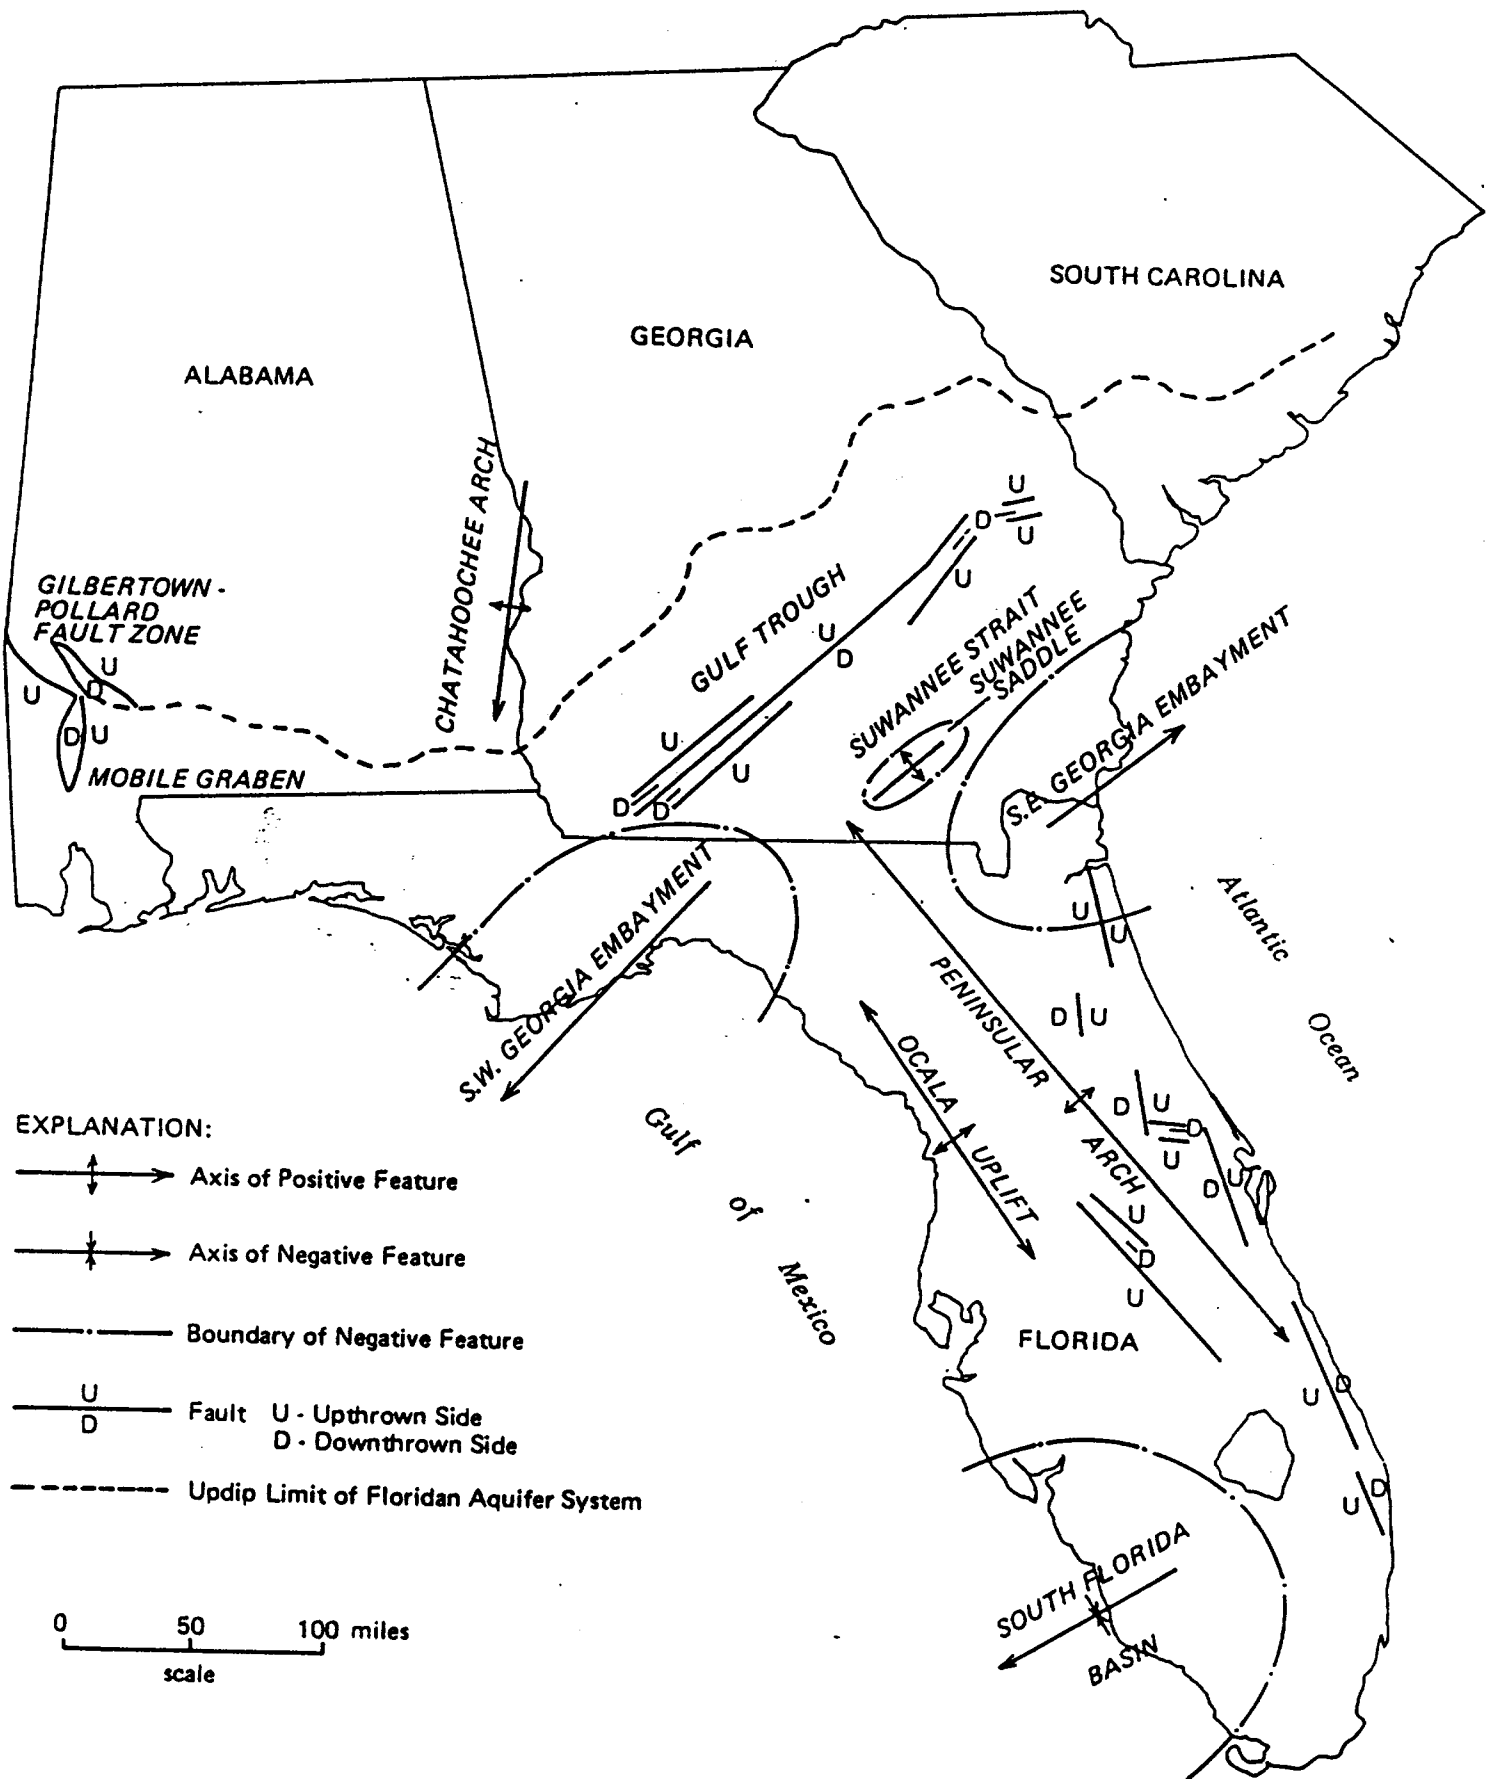 SOUTH CAROLINA
GEORGIA
ALABAMA
CHATAHOOCHEE ARCH
U
D
U
U
GILBERTOWN -
POLLARD
FAULT ZONE
U
U
D
D
U
MOBILE GRABEN
GULF TROUGH
U
D
U
U
D
D
SUWANNEE STRAIT
SUWANNEE
SADDLE
S.E. GEORGIA EMBAYMENT
S.W. GEORGIA EMBAYMENT
U
U
Atlantic
Ocean
PENINSULAR
ARCH
D
U
OCALA
UPLIFT
D
U
D
U
U
D
U
D
U
Gulf
of
Mexico
FLORIDA
U
D
U
D
SOUTH FLORIDA
BASIN
EXPLANATION:
Axis of Positive Feature
Axis of Negative Feature
Boundary of Negative Feature
U
D
Fault U - Upthrown Side
D - Downthrown Side
Updip Limit of Floridan Aquifer System
0 50 100 miles
scale